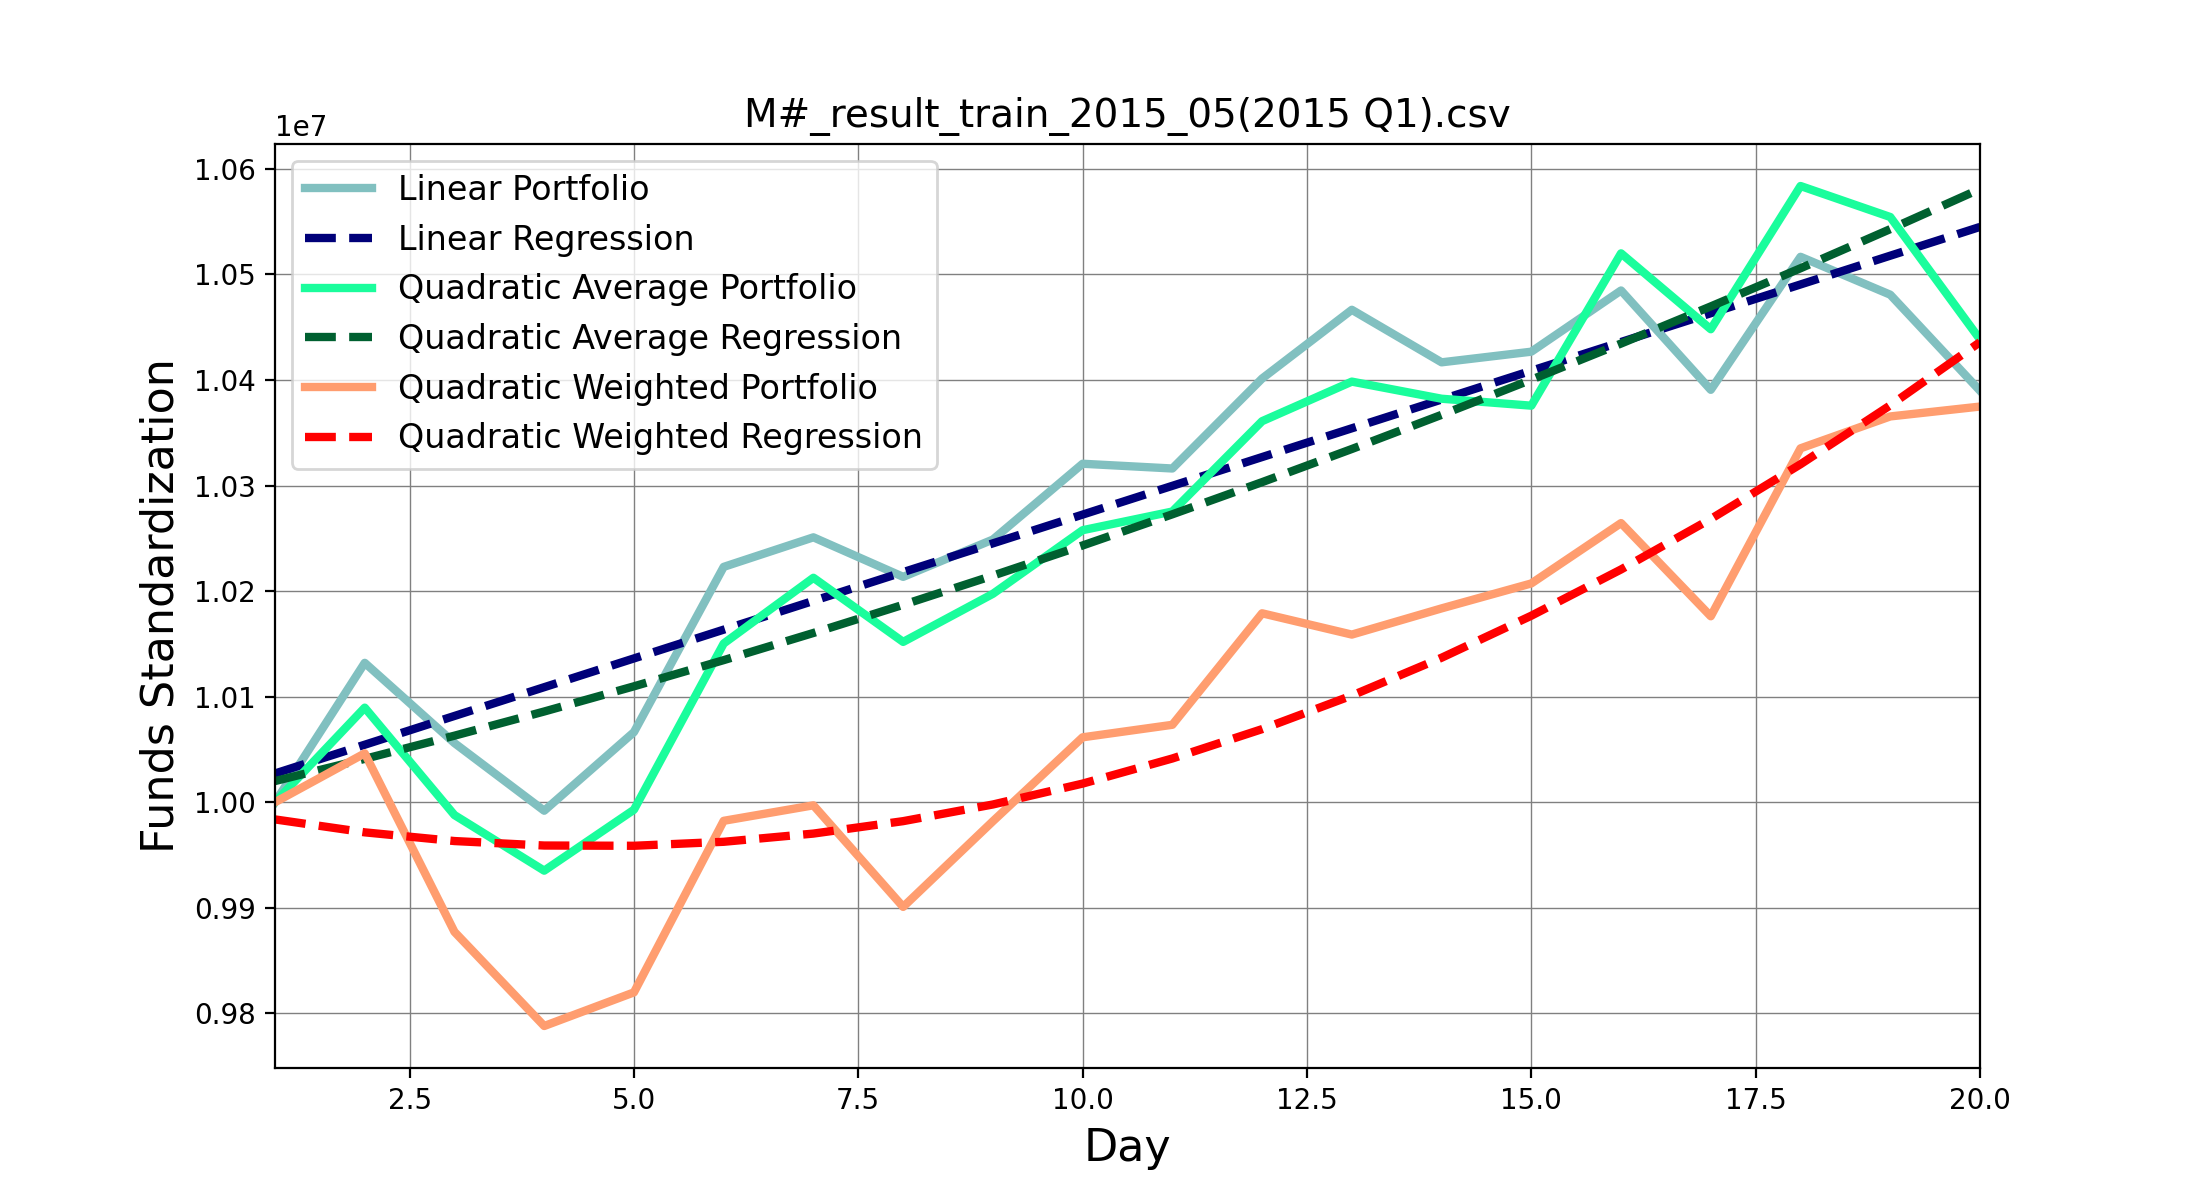 M#_result_train_2015_05(2015 Q1).csv
1e7
1.06
1.05
1.04
1.03
1.02
1.01
1.00
0.99
0.98
Funds Standardization
Linear Portfolio
Linear Regression
Quadratic Average Portfolio
Quadratic Average Regression
Quadratic Weighted Portfolio
Quadratic Weighted Regression
2.5 5.0 7.5 10.0 12.5 15.0 17.5 20.0
Day